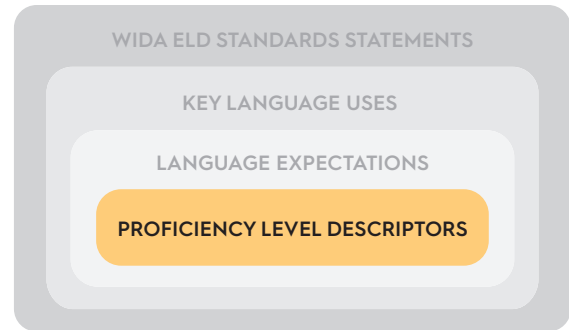 WIDA ELD STANDARDS STATEMENTS
KEY LANGUAGE USES
LANGUAGE EXPECTATIONS
PROFICIENCY LEVEL DESCRIPTORS